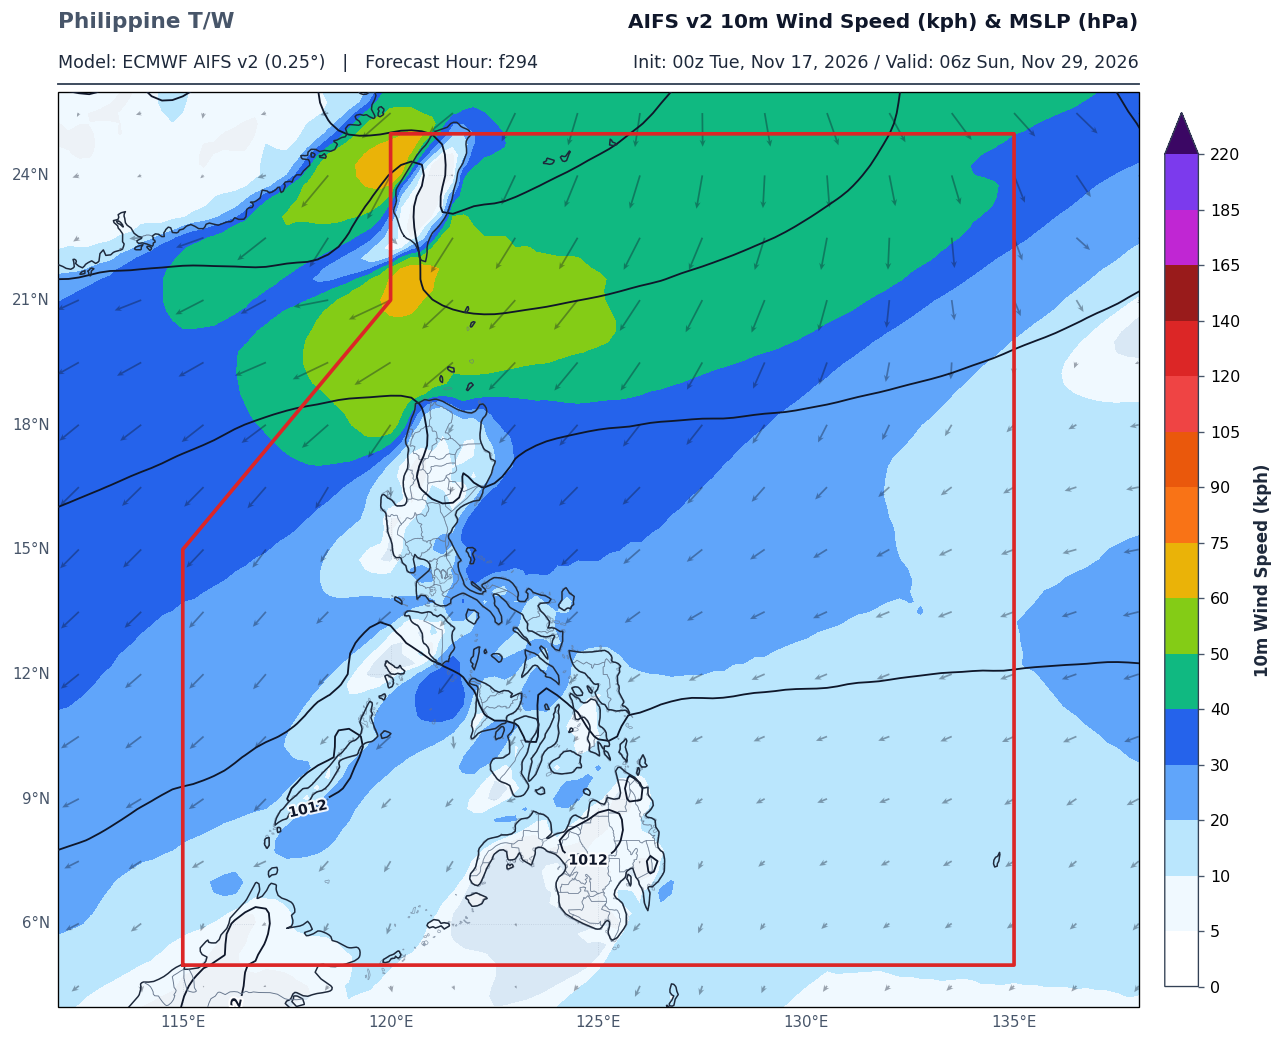 Philippine T/W
AIFS v2 10m Wind Speed (kph) & MSLP (hPa)
Model: ECMWF AIFS v2 (0.25°)   |   Forecast Hour: f294
Init: 00z Tue, Nov 17, 2026 / Valid: 06z Sun, Nov 29, 2026
24°N
21°N
18°N
15°N
12°N
9°N
6°N
1012
1012
2
115°E
120°E
125°E
130°E
135°E
220
185
165
140
120
105
90
75
60
50
40
30
20
10
5
0
10m Wind Speed (kph)